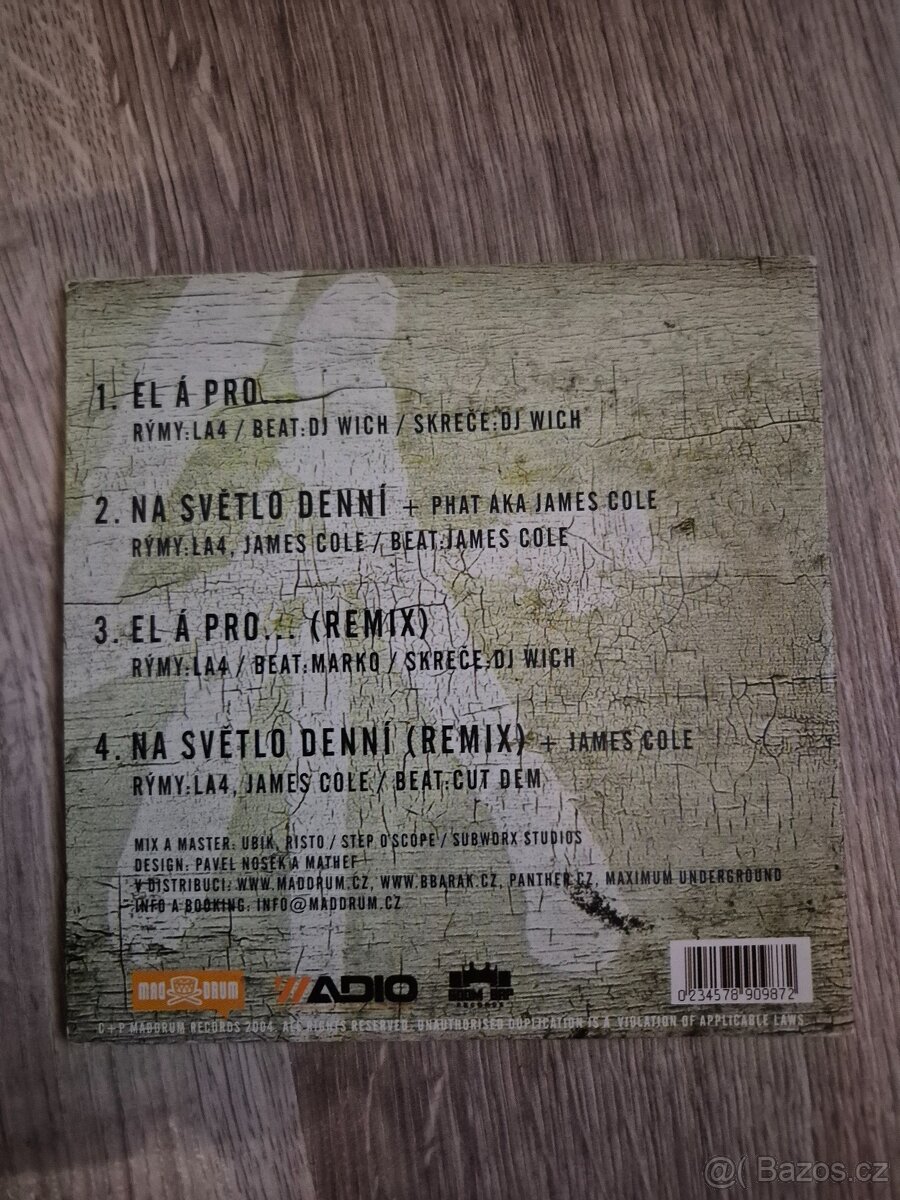 1. EL Á PRO...
RÝMY:LA4 / BEAT:DJ WICH / SKREČE:DJ WICH
2. NA SVĚTLO DENNÍ + PHAT AKA JAMES COLE
RÝMY:LA4, JAMES COLE / BEAT:JAMES COLE
3. EL Á PRO... (REMIX)
RÝMY:LA4 / BEAT:MARKO / SKREČE:DJ WICH
4. NA SVĚTLO DENNÍ (REMIX) + JAMES COLE
RÝMY:LA4, JAMES COLE / BEAT:CUT DEM
MIX A MASTER: UBIK, RISTO / STEP O'SCOPE / SUBWORX STUDIOS
DESIGN: PAVEL NOSEK A MATHEF
V DISTRIBUCI: WWW.MADDRUM.CZ, WWW.BBARAK.CZ, PANTHER.CZ, MAXIMUM UNDERGROUND
INFO A BOOKING: INFO@MADDRUM.CZ
MAD DRUM
ADIO
RECORDS
0 234578 909872
C + P MADDRUM RECORDS 2004. ALL RIGHTS RESERVED. UNAUTHORISED DUPLICATION IS A VIOLATION OF APPLICABLE LAWS
@( Bazos.cz